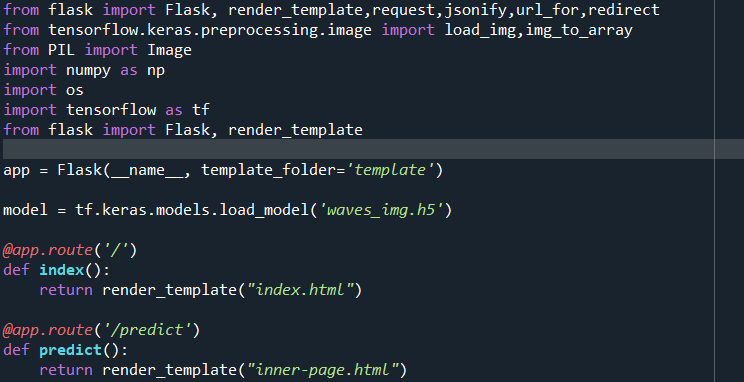 from flask import Flask, render_template,request,jsonify,url_for,redirect
from tensorflow.keras.preprocessing.image import load_img,img_to_array
from PIL import Image
import numpy as np
import os
import tensorflow as tf
from flask import Flask, render_template
app = Flask(__name__, template_folder='template')
model = tf.keras.models.load_model('waves_img.h5')
@app.route('/')
def index():
    return render_template("index.html")
@app.route('/predict')
def predict():
    return render_template("inner-page.html")